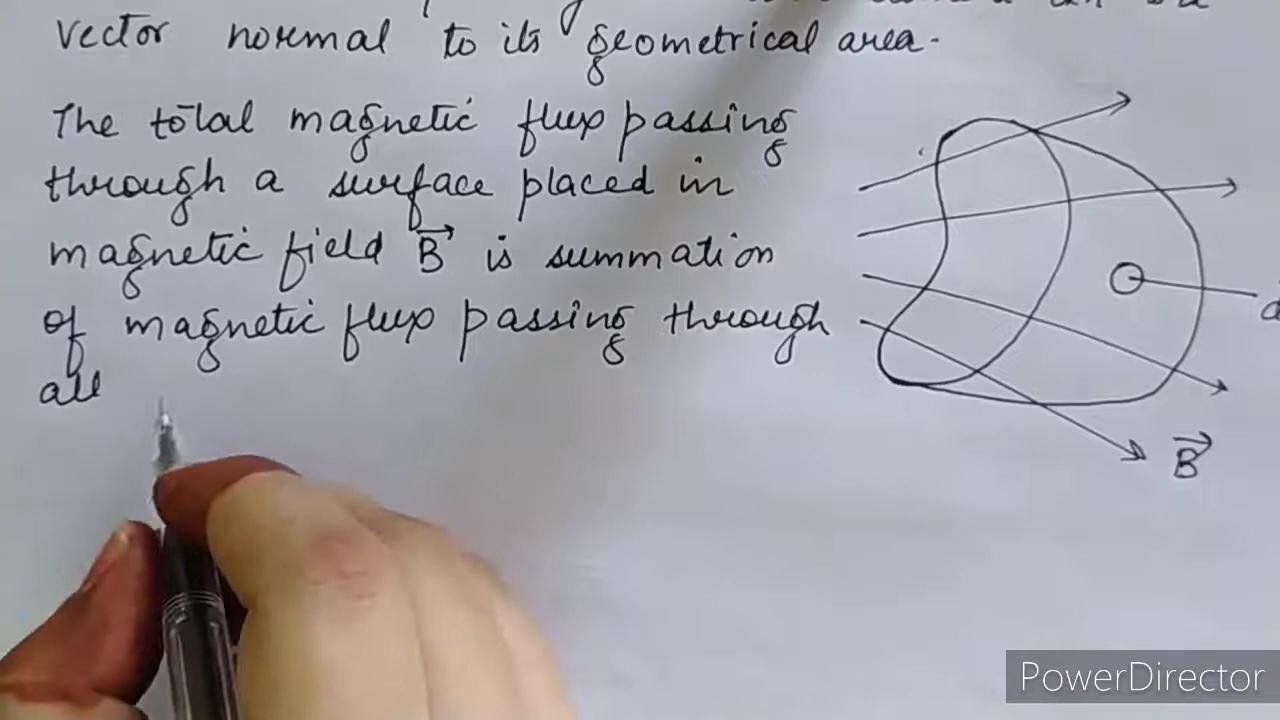 vector normal to its geometrical area.
The total magnetic flux passing
through a surface placed in
magnetic field B⃗ is summation
of magnetic flux passing through
all
B⃗
PowerDirector